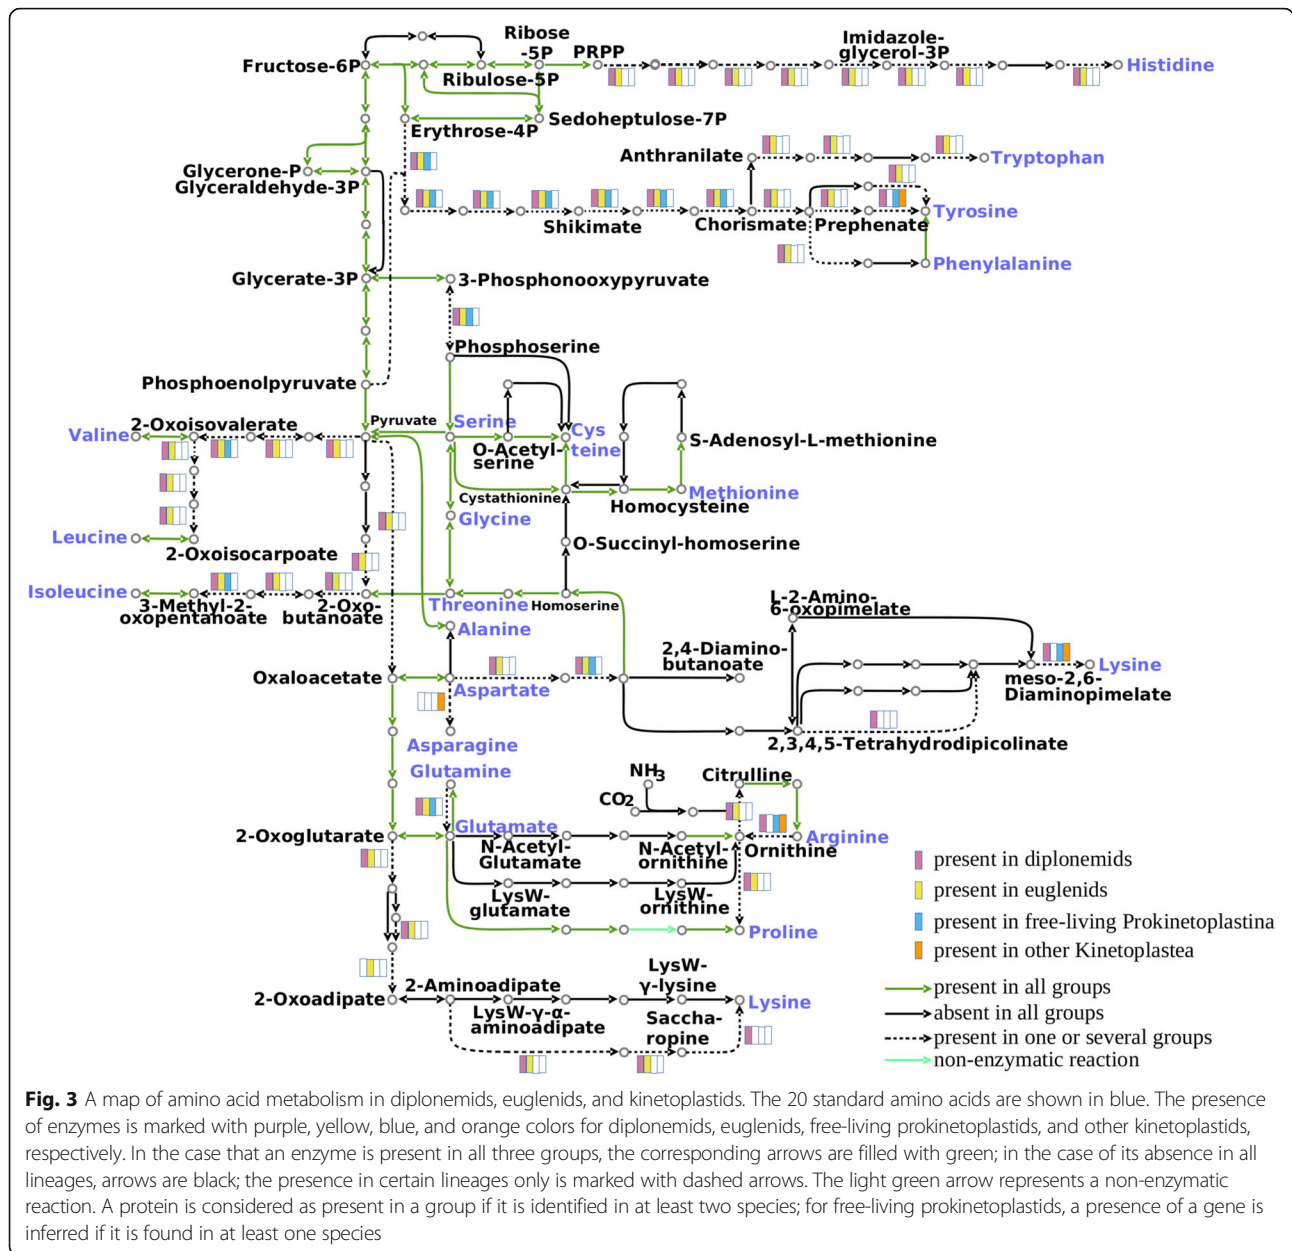 Ribose
-5P
PRPP
Imidazole-
glycerol-3P
Fructose-6P
Ribulose-5P
Histidine
Erythrose-4P
Sedoheptulose-7P
Glycerone-P
Glyceraldehyde-3P
Anthranilate
Tryptophan
Shikimate
Chorismate
Prephenate
Tyrosine
Phenylalanine
Glycerate-3P
3-Phosphonooxypyruvate
Phosphoserine
Phosphoenolpyruvate
Pyruvate
2-Oxoisovalerate
Valine
Serine
O-Acetyl-
serine
Cys
teine
S-Adenosyl-L-methionine
Cystathionine
Methionine
Homocysteine
Glycine
Leucine
2-Oxoisocarpoate
O-Succinyl-homoserine
Isoleucine
3-Methyl-2-
oxopentanoate
2-Oxo-
butanoate
Threonine
Homoserine
Alanine
L-2-Amino-
6-oxopimelate
2,4-Diamino-
butanoate
Oxaloacetate
Aspartate
Lysine
meso-2,6-
Diaminopimelate
Asparagine
2,3,4,5-Tetrahydrodipicolinate
Glutamine
NH3
CO2
Citrulline
2-Oxoglutarate
Glutamate
N-Acetyl-
Glutamate
N-Acetyl-
ornithine
Ornithine
Arginine
LysW-
glutamate
LysW-
ornithine
Proline
2-Oxoadipate
2-Aminoadipate
LysW-γ-α-
aminoadipate
LysW-
γ-lysine
Saccha-
ropine
Lysine
present in diplonemids
present in euglenids
present in free-living Prokinetoplastina
present in other Kinetoplastea
present in all groups
absent in all groups
present in one or several groups
non-enzymatic reaction
Fig. 3 A map of amino acid metabolism in diplonemids, euglenids, and kinetoplastids. The 20 standard amino acids are shown in blue. The presence
of enzymes is marked with purple, yellow, blue, and orange colors for diplonemids, euglenids, free-living prokinetoplastids, and other kinetoplastids,
respectively. In the case that an enzyme is present in all three groups, the corresponding arrows are filled with green; in the case of its absence in all
lineages, arrows are black; the presence in certain lineages only is marked with dashed arrows. The light green arrow represents a non-enzymatic
reaction. A protein is considered as present in a group if it is identified in at least two species; for free-living prokinetoplastids, a presence of a gene is
inferred if it is found in at least one species